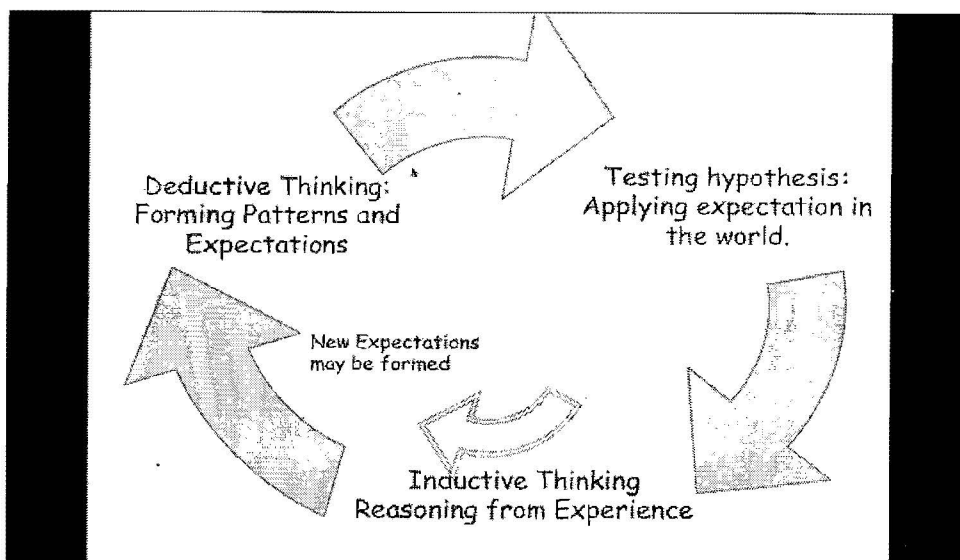 Deductive Thinking:
Forming Patterns and
Expectations
Testing hypothesis:
Applying expectation in
the world.
New Expectations
may be formed
Inductive Thinking
Reasoning from Experience